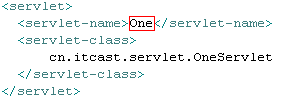 <servlet>
<servlet-name>One</servlet-name>
<servlet-class>
cn.itcast.servlet.OneServlet
</servlet-class>
</servlet>